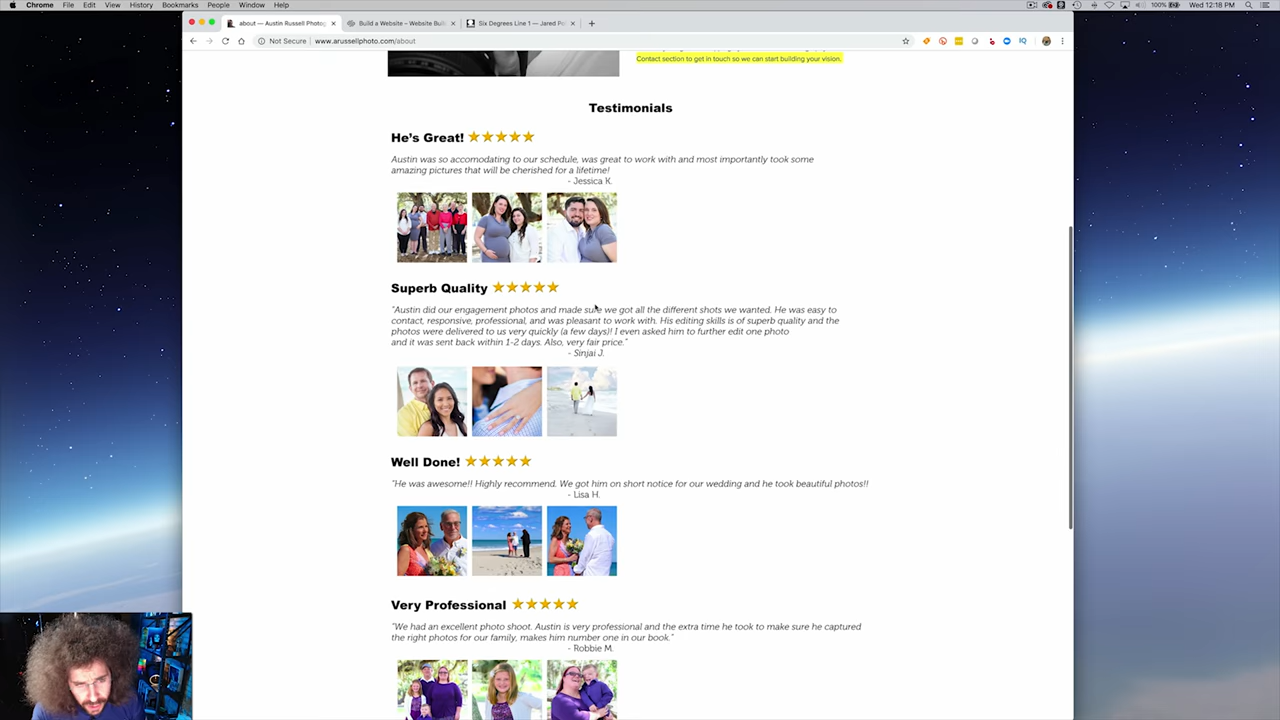 Chrome File Edit View History Bookmarks People Window Help 100% Wed 12:18 PM
about — Austin Russell Photog Build a Website – Website Buil Six Degrees Line 1 — Jared Po
Not Secure www.arussellphoto.com/about
Contact section to get in touch so we can start building your vision.
Testimonials
He's Great!
Austin was so accomodating to our schedule, was great to work with and most importantly took some
amazing pictures that will be cherished for a lifetime!
- Jessica K.
Superb Quality
"Austin did our engagement photos and made sure we got all the different shots we wanted. He was easy to
contact, responsive, professional, and was pleasant to work with. His editing skills is of superb quality and the
photos were delivered to us very quickly (a few days)! I even asked him to further edit one photo
and it was sent back within 1-2 days. Also, very fair price."
- Sinjai J.
Well Done!
"He was awesome!! Highly recommend. We got him on short notice for our wedding and he took beautiful photos!!
- Lisa H.
Very Professional
"We had an excellent photo shoot. Austin is very professional and the extra time he took to make sure he captured
the right photos for our family, makes him number one in our book."
- Robbie M.